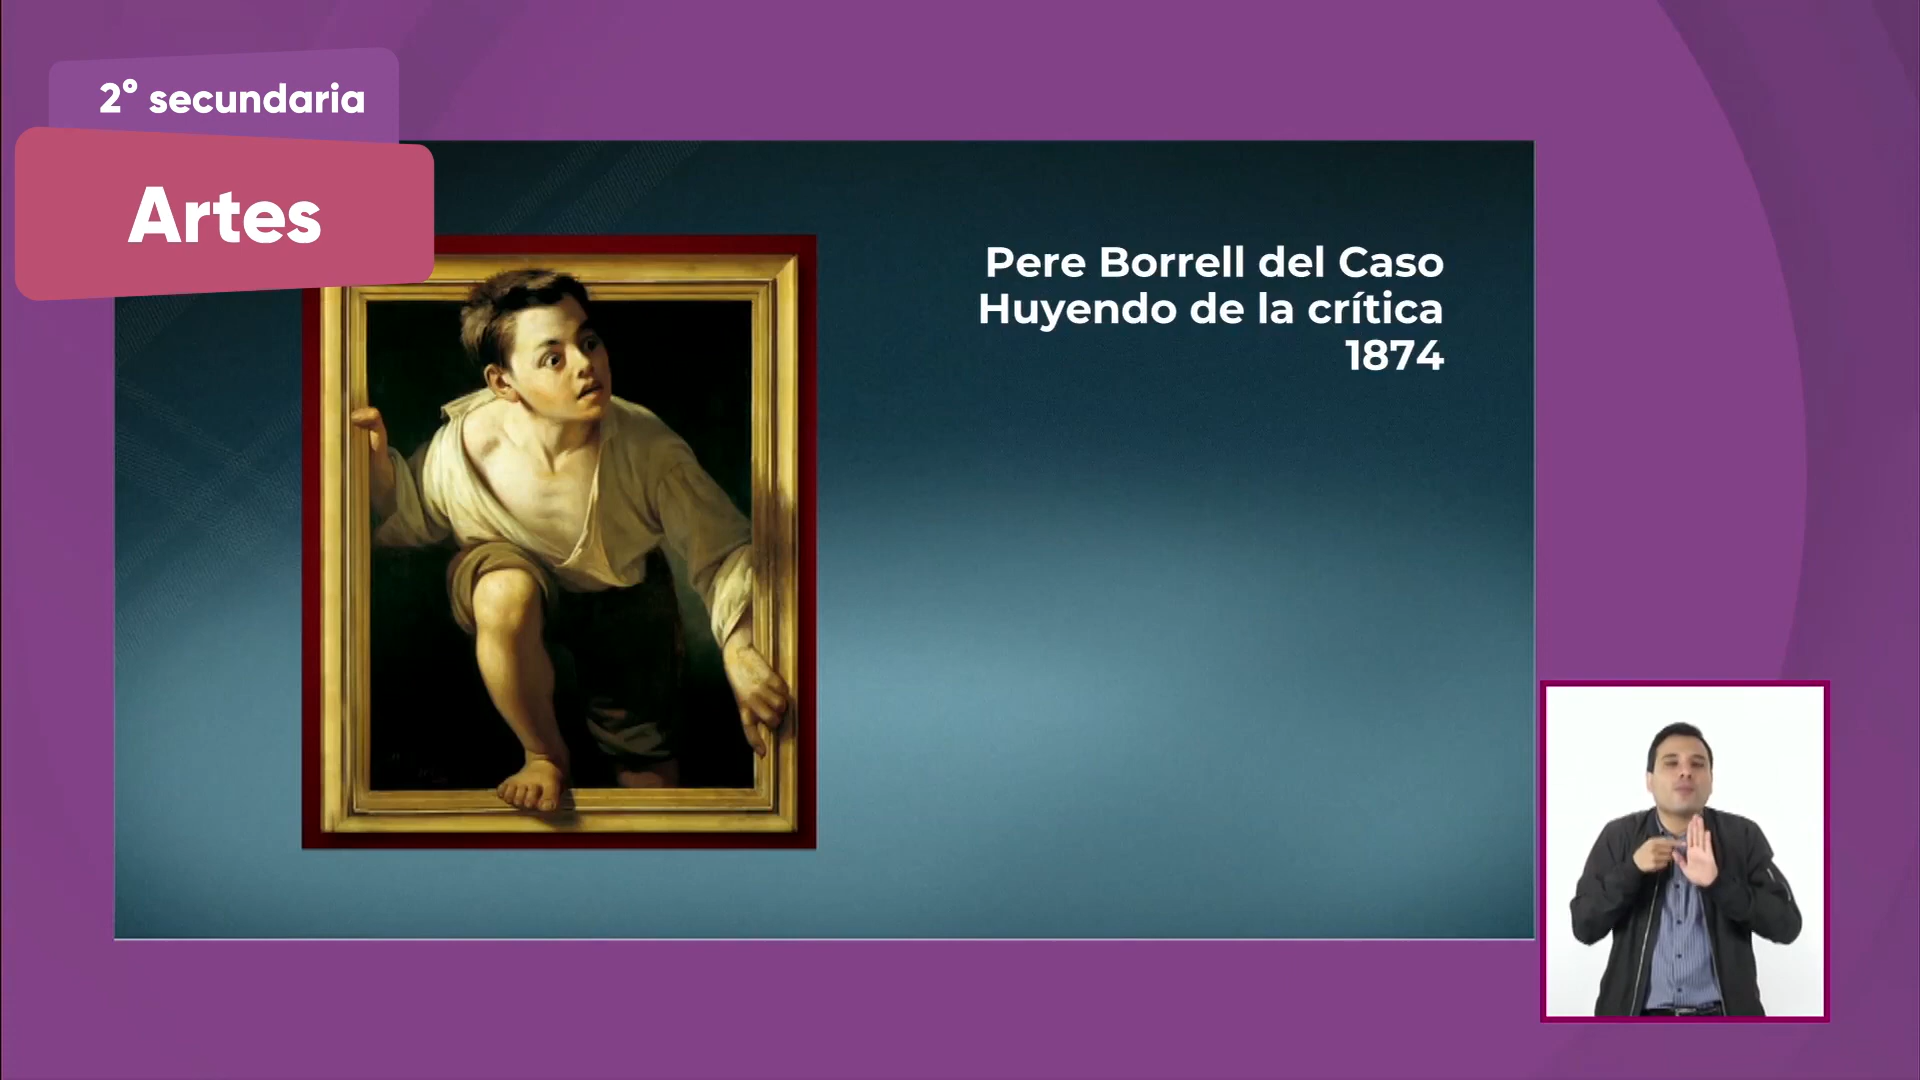 2° secundaria
Artes
Pere Borrell del Caso
Huyendo de la crítica
1874